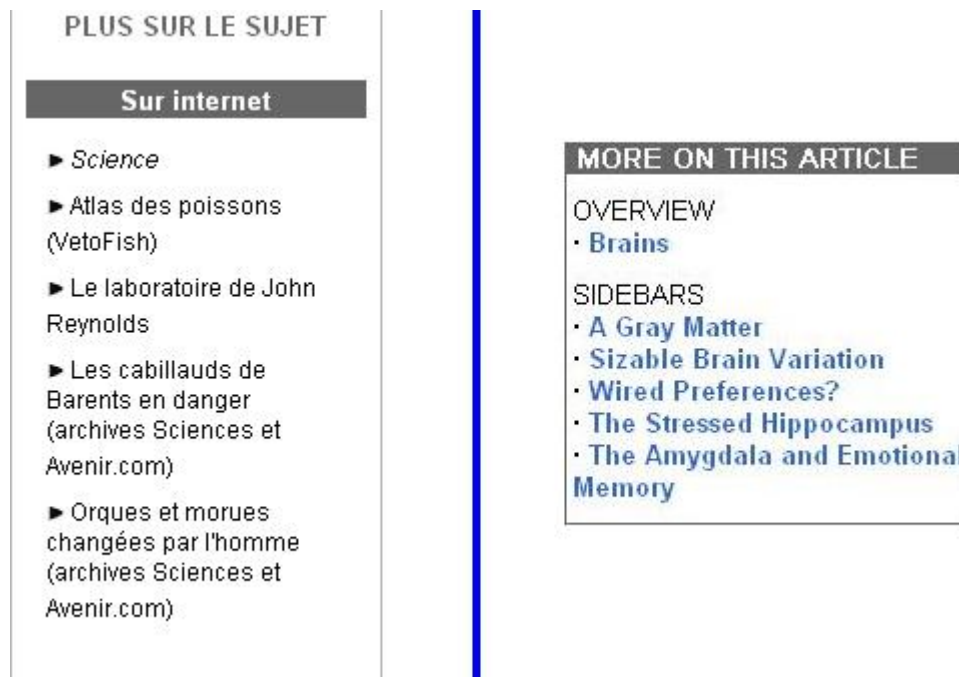 PLUS SUR LE SUJET
Sur internet
► Science
► Atlas des poissons
(VetoFish)
► Le laboratoire de John
Reynolds
► Les cabillauds de
Barents en danger
(archives Sciences et
Avenir.com)
► Orques et morues
changées par l'homme
(archives Sciences et
Avenir.com)
MORE ON THIS ARTICLE
OVERVIEW
· Brains
SIDEBARS
· A Gray Matter
· Sizable Brain Variation
· Wired Preferences?
· The Stressed Hippocampus
· The Amygdala and Emotional
Memory